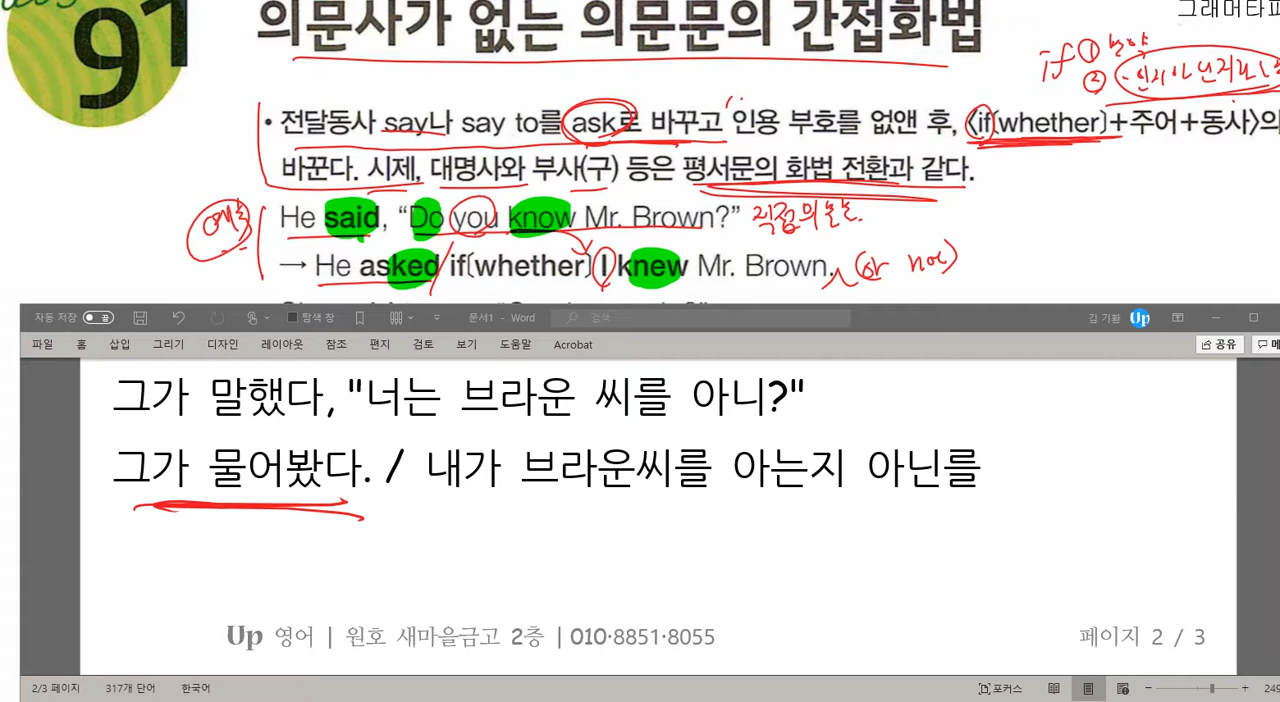 91
의문사가 없는 의문문의 간접화법
그래머타피
if ① 만약
② ~인지 아닌지
• 전달동사 say나 say to를 ask로 바꾸고 인용 부호를 없앤 후, 〈if[whether]+주어+동사〉의
바꾼다. 시제, 대명사와 부사(구) 등은 평서문의 화법 전환과 같다.
He said, “Do you know Mr. Brown?” 직접의문문.
→ He asked / if[whether] I knew Mr. Brown. (or not)
자동 저장 끔 탐색 창 문서1 - Word 검색 김 기환 Up
파일 홈 삽입 그리기 디자인 레이아웃 참조 편지 검토 보기 도움말 Acrobat 공유 메
그가 말했다, "너는 브라운 씨를 아니?"
그가 물어봤다. / 내가 브라운씨를 아는지 아닌를
Up 영어 | 원호 새마을금고 2층 | 010·8851·8055 페이지 2 / 3
2/3 페이지 317개 단어 한국어 포커스 - + 249